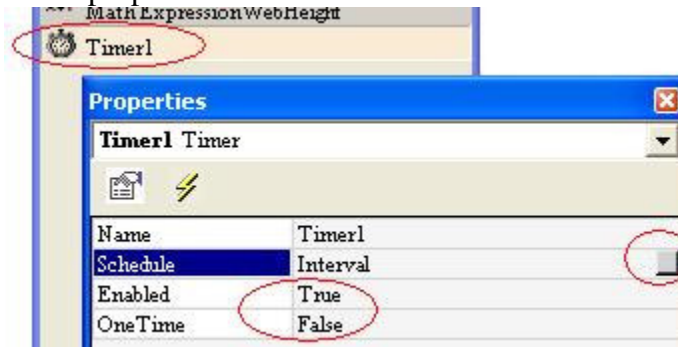 MathExpressionWebHeight
Timer1
Properties
Timer1 Timer
Name Timer1
Schedule Interval
Enabled True
OneTime False